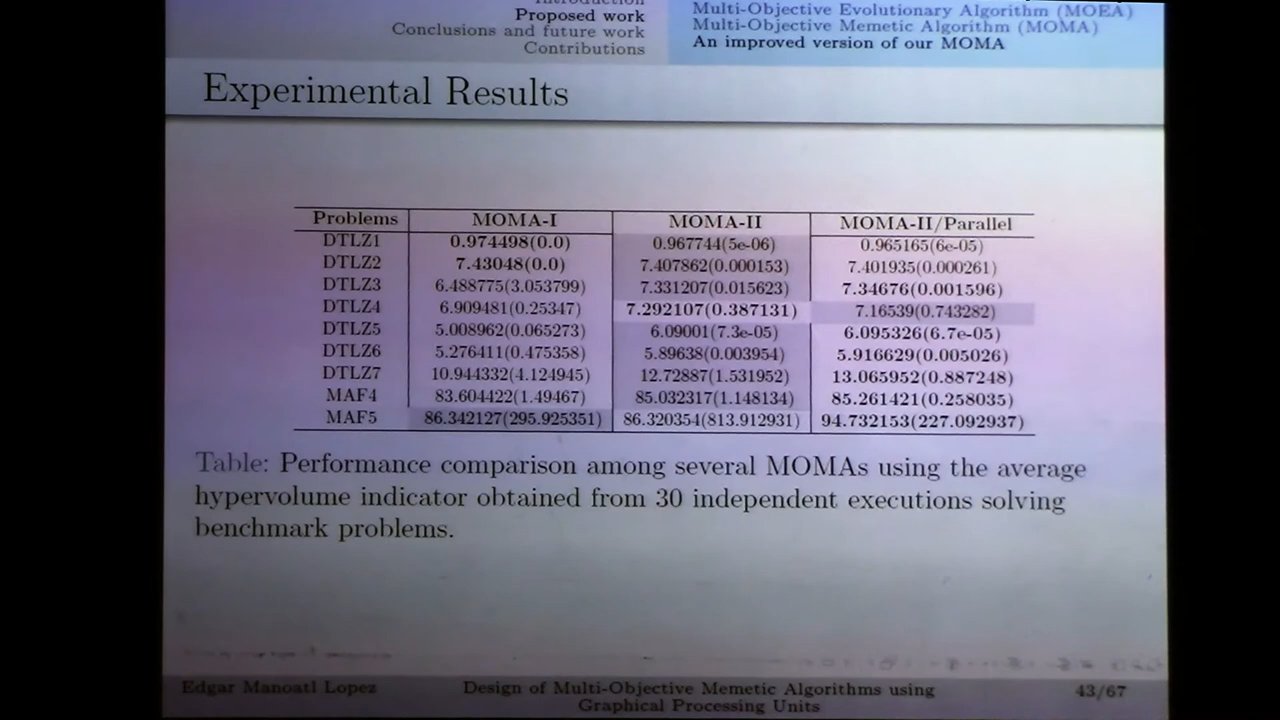 Introduction
Proposed work
Conclusions and future work
Contributions
Multi-Objective Evolutionary Algorithm (MOEA)
Multi-Objective Memetic Algorithm (MOMA)
An improved version of our MOMA
Experimental Results
Problems MOMA-I MOMA-II MOMA-II/Parallel
DTLZ1 0.974498(0.0) 0.967744(5e-06) 0.965165(6e-05)
DTLZ2 7.43048(0.0) 7.407862(0.000153) 7.401935(0.000261)
DTLZ3 6.488775(3.053799) 7.331207(0.015623) 7.34676(0.001596)
DTLZ4 6.909481(0.25347) 7.292107(0.387131) 7.16539(0.743282)
DTLZ5 5.008962(0.065273) 6.09001(7.3e-05) 6.095326(6.7e-05)
DTLZ6 5.276411(0.475358) 5.89638(0.003954) 5.916629(0.005026)
DTLZ7 10.944332(4.124945) 12.72887(1.531952) 13.065952(0.887248)
MAF4 83.604422(1.49467) 85.032317(1.148134) 85.261421(0.258035)
MAF5 86.342127(295.925351) 86.320354(813.912931) 94.732153(227.092937)
Table: Performance comparison among several MOMAs using the average
hypervolume indicator obtained from 30 independent executions solving
benchmark problems.
Edgar Manoatl Lopez
Design of Multi-Objective Memetic Algorithms using
Graphical Processing Units
43/67